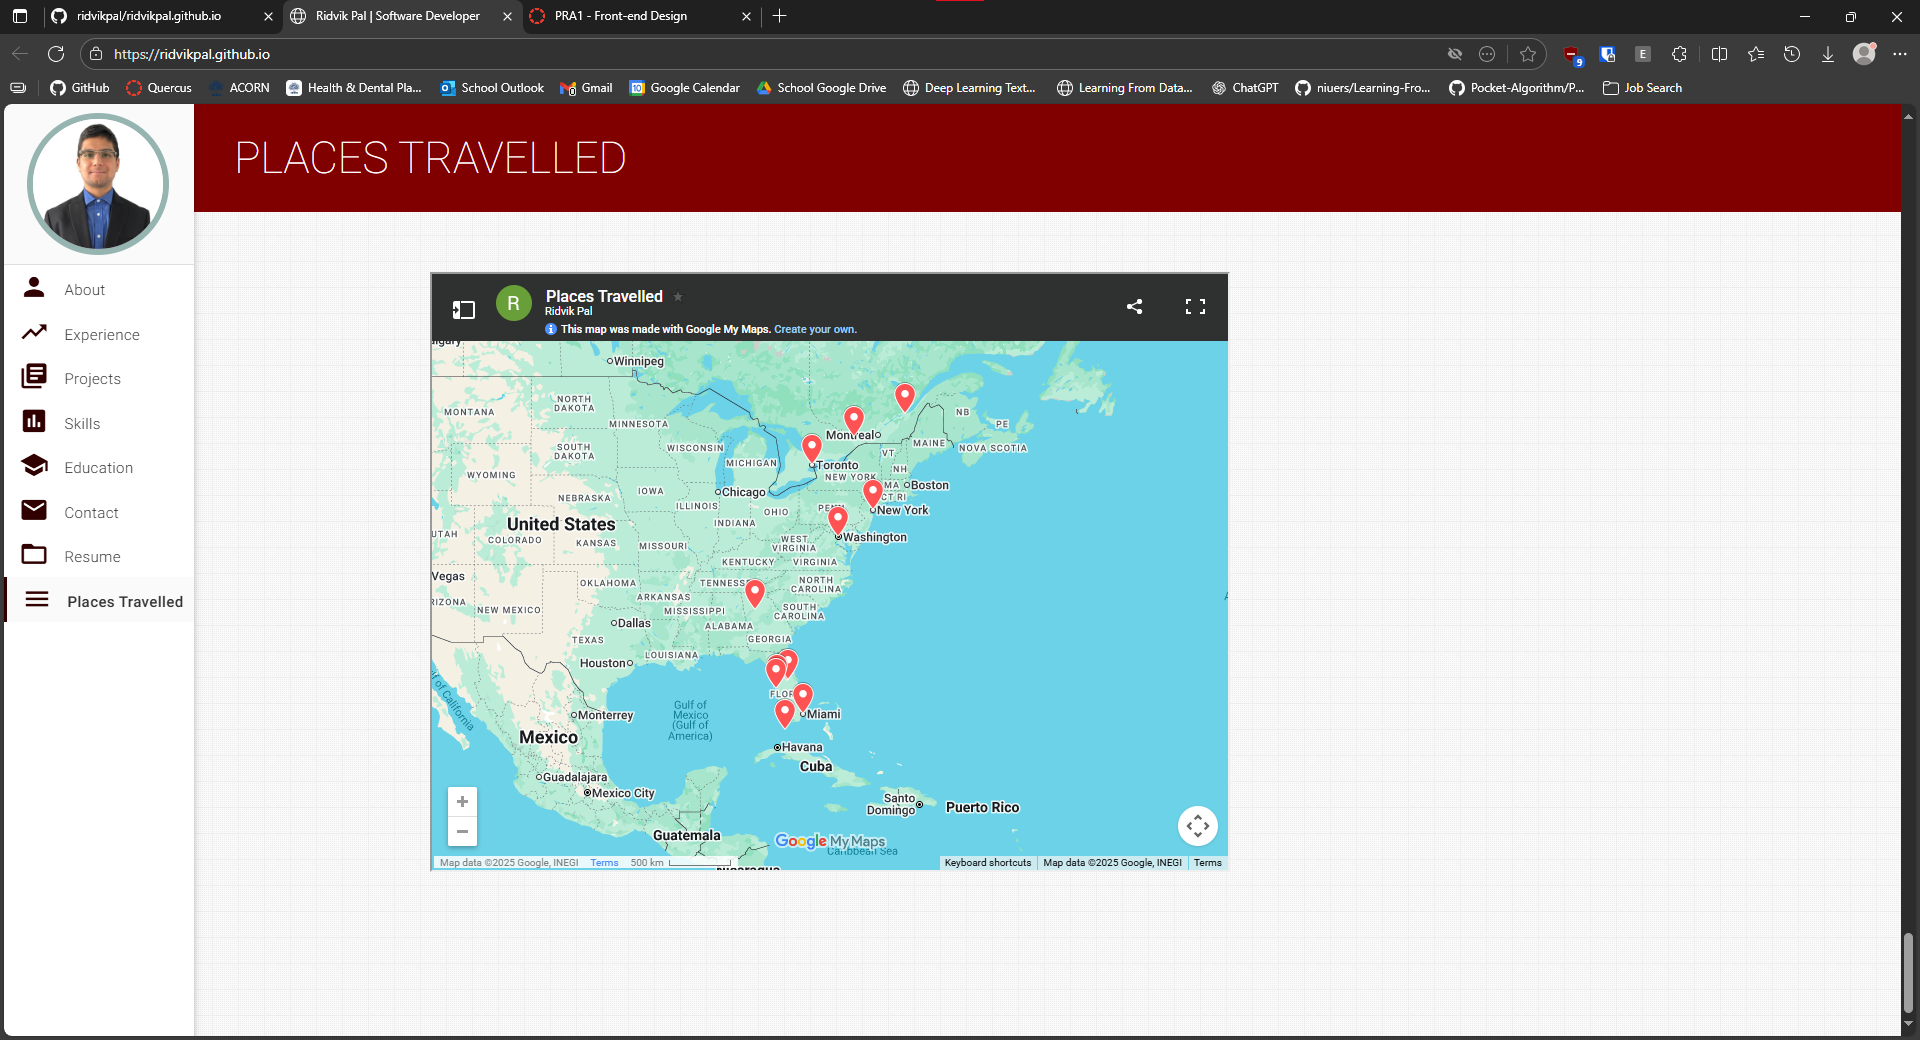 ridvikpal/ridvikpal.github.io
Ridvik Pal | Software Developer
PRA1 - Front-end Design
https://ridvikpal.github.io
9
E
GitHub
Quercus
ACORN
Health & Dental Pla...
School Outlook
Gmail
Google Calendar
School Google Drive
Deep Learning Text...
Learning From Data...
ChatGPT
niuers/Learning-Fro...
Pocket-Algorithm/P...
Job Search
PLACES TRAVELLED
About
Experience
Projects
Skills
Education
Contact
Resume
Places Travelled
R
Places Travelled
Ridvik Pal
This map was made with Google My Maps. Create your own.
Winnipeg
NORTH
DAKOTA
MONTANA
MINNESOTA
NB
PE
Montreal
MAINE
NOVA SCOTIA
SOUTH
DAKOTA
WISCONSIN
VT
MICHIGAN
Toronto
NH
WYOMING
NEW YORK
MA
Boston
IOWA
Chicago
CT RI
NEBRASKA
ILLINOIS
OHIO
PENN
New York
INDIANA
United States
UTAH
COLORADO
KANSAS
MISSOURI
WEST
VIRGINIA
Washington
KENTUCKY
VIRGINIA
Vegas
OKLAHOMA
TENNESS
NORTH
CAROLINA
ARKANSAS
RIZONA
NEW MEXICO
MISSISSIPPI
SOUTH
CAROLINA
Dallas
ALABAMA
TEXAS
GEORGIA
LOUISIANA
Houston
FLOR
lf of California
Gulf of
Mexico
(Gulf of
America)
Monterrey
Miami
Mexico
Havana
Cuba
Guadalajara
Mexico City
Santo
Domingo
Puerto Rico
Guatemala
Google My Maps
Caribbean Sea
Map data ©2025 Google, INEGI
Terms
500 km
Keyboard shortcuts
Map data ©2025 Google, INEGI
Terms